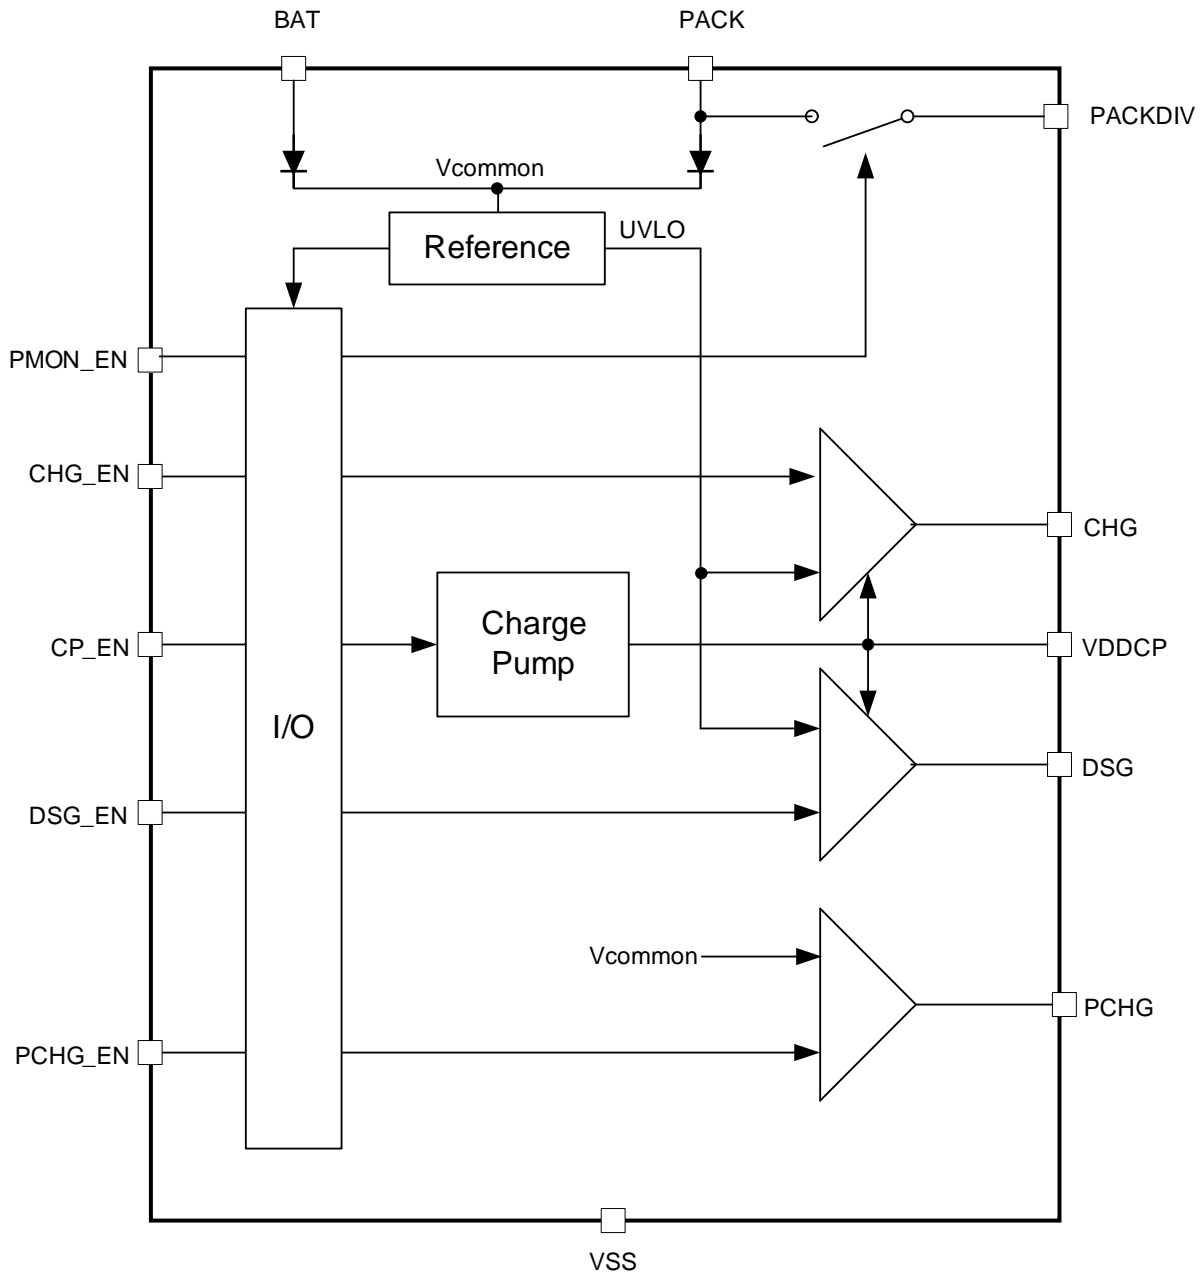 BAT
PACK
PACKDIV
Vcommon
UVLO
Reference
PMON_EN
CHG_EN
CHG
Charge
Pump
CP_EN
VDDCP
I/O
DSG
DSG_EN
Vcommon
PCHG
PCHG_EN
VSS